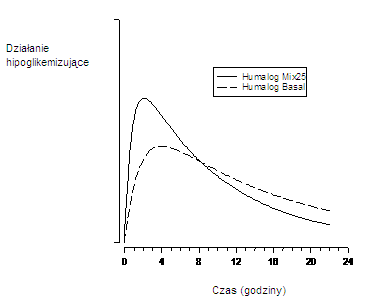 Działanie
hipoglikemizujące
Humalog Mix25
Humalog Basal
0 4 8 12 16 20 24
Czas (godziny)